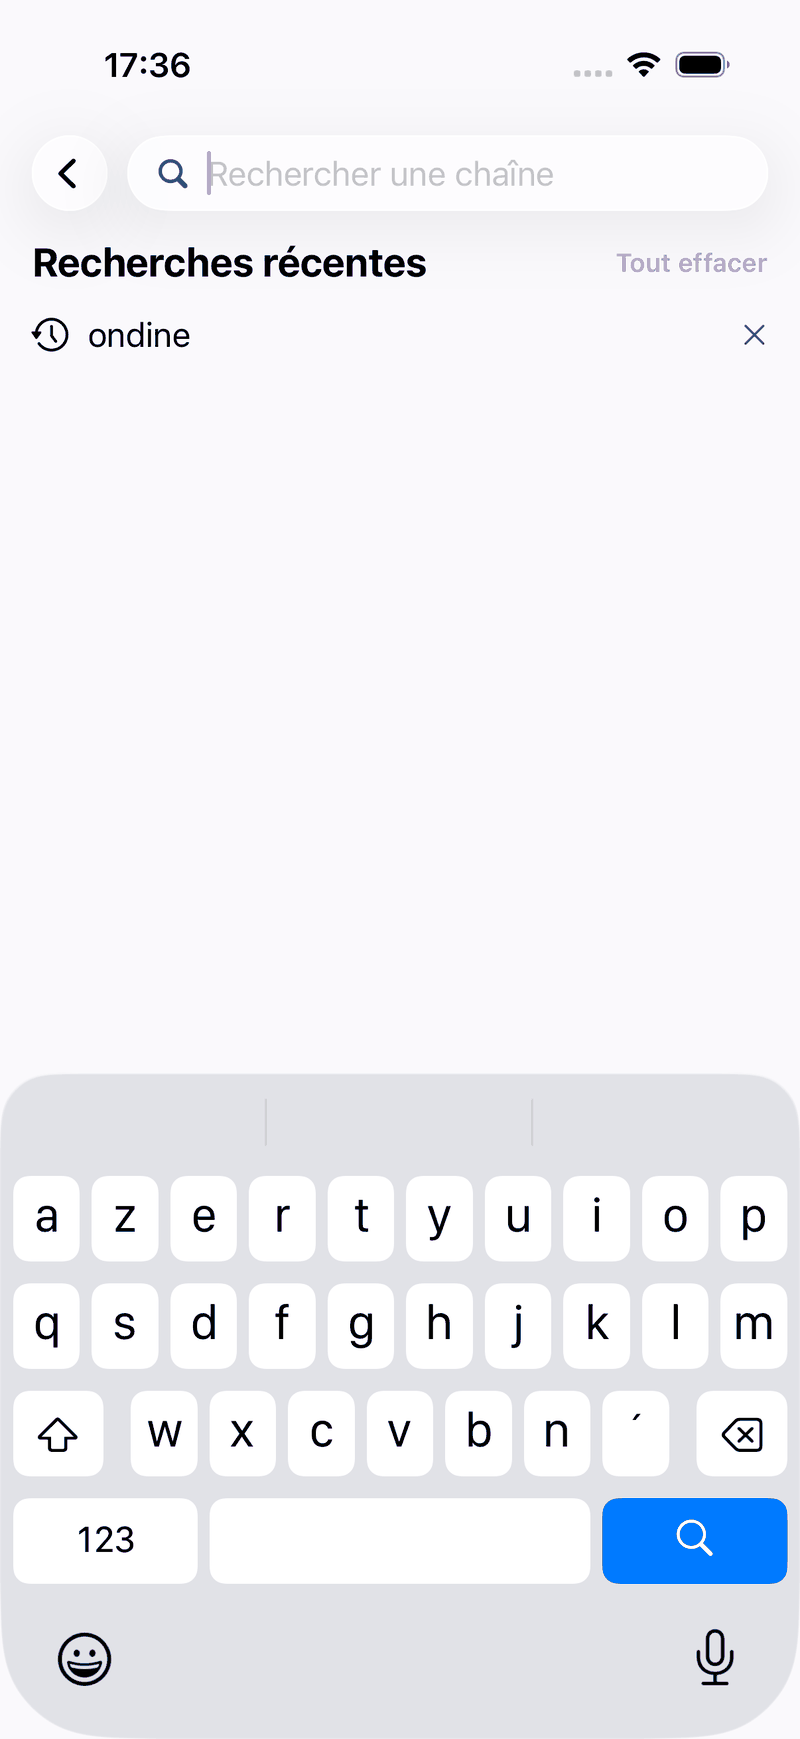 17:36
Rechercher une chaîne
Recherches récentes Tout effacer
ondine
a z e r t y u i o p
q s d f g h j k l m
w x c v b n ´
123